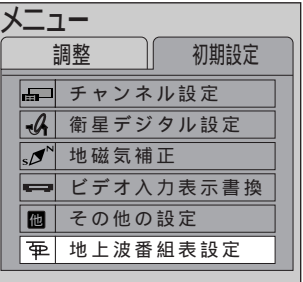 メニュー
調整
初期設定
チャンネル設定
衛星デジタル設定
S N 地磁気補正
ビデオ入力表示書換
他 その他の設定
地上波番組表設定